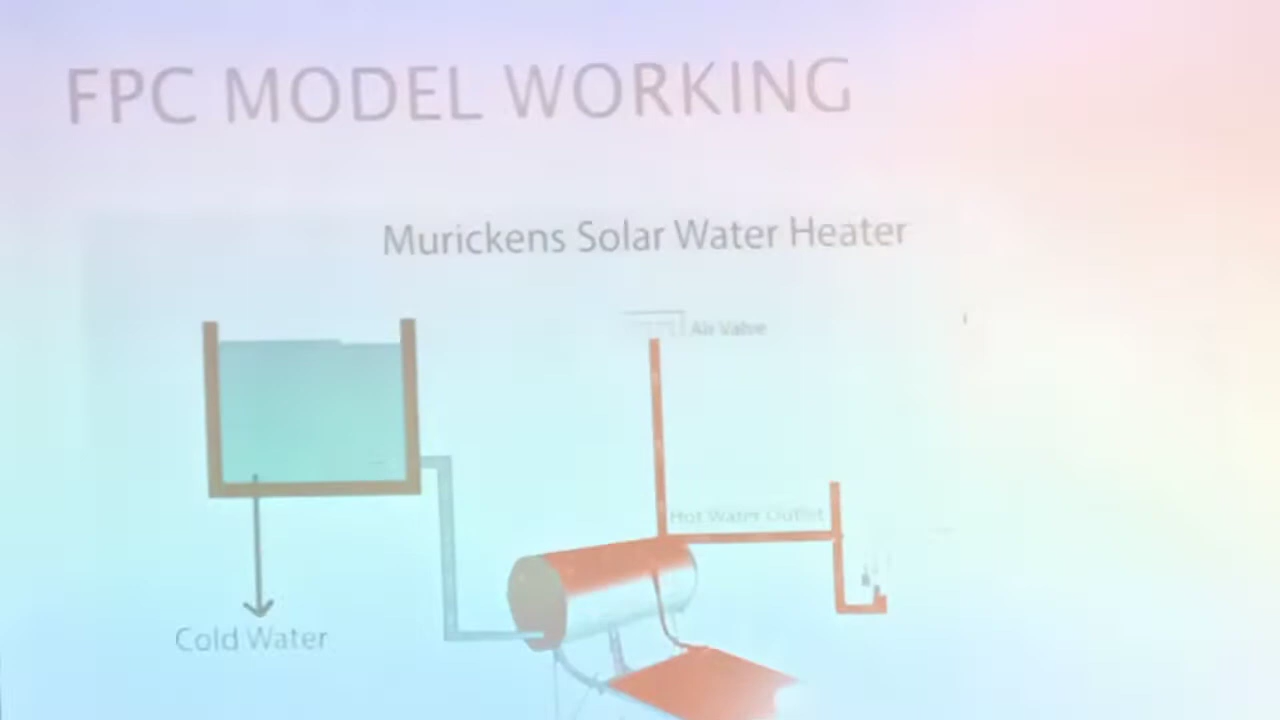 FPC MODEL WORKING
Murickens Solar Water Heater
Air Valve
Hot Water Outlet
Cold Water